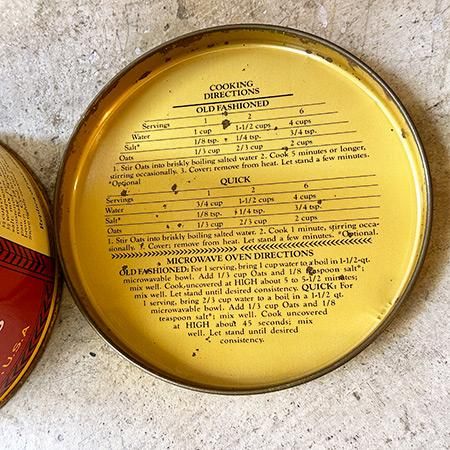 COOKING
DIRECTIONS
OLD FASHIONED
Servings 1 2 6
Water 1 cup 1-1/2 cups 4 cups
Salt* 1/8 tsp. 1/4 tsp. 3/4 tsp.
Oats 1/3 cup 2/3 cup 2 cups
1. Stir Oats into briskly boiling salted water 2. Cook 5 minutes or longer,
stirring occasionally. 3. Cover; remove from heat. Let stand a few minutes.
*Optional
QUICK
Servings 1 2 6
Water 3/4 cup 1-1/2 cups 4 cups
Salt* 1/8 tsp. 1/4 tsp. 3/4 tsp.
Oats 1/3 cup 2/3 cup 2 cups
1. Stir Oats into briskly boiling salted water 2. Cook 1 minute, stirring occa-
sionally. Cover; remove from heat. Let stand a few minutes. *Optional.
MICROWAVE OVEN DIRECTIONS
OLD FASHIONED: For 1 serving, bring 1 cup water to a boil in 1-1/2-qt.
microwavable bowl. Add 1/3 cup Oats and 1/8 teaspoon salt*;
mix well. Cook uncovered at HIGH about 5 to 5-1/2 minutes;
mix well. Let stand until desired consistency. QUICK: For
1 serving, bring 2/3 cup water to a boil in a 1-1/2 qt.
microwavable bowl. Add 1/3 cup Oats and 1/8
teaspoon salt*; mix well. Cook uncovered
at HIGH about 45 seconds; mix
well. Let stand until desired
consistency.
U.S.A